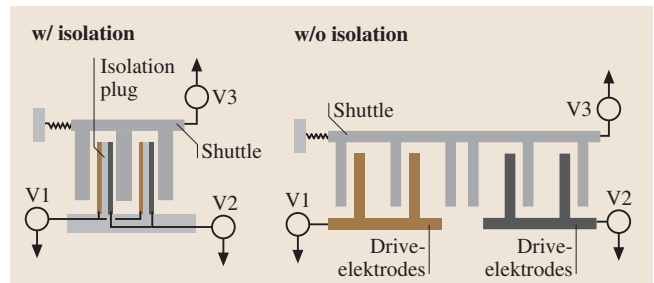 w/ isolation
Isolation
plug
V3
Shuttle
V1
V2
w/o isolation
Shuttle
V3
V1
V2
Drive-
elektrodes
Drive-
elektrodes